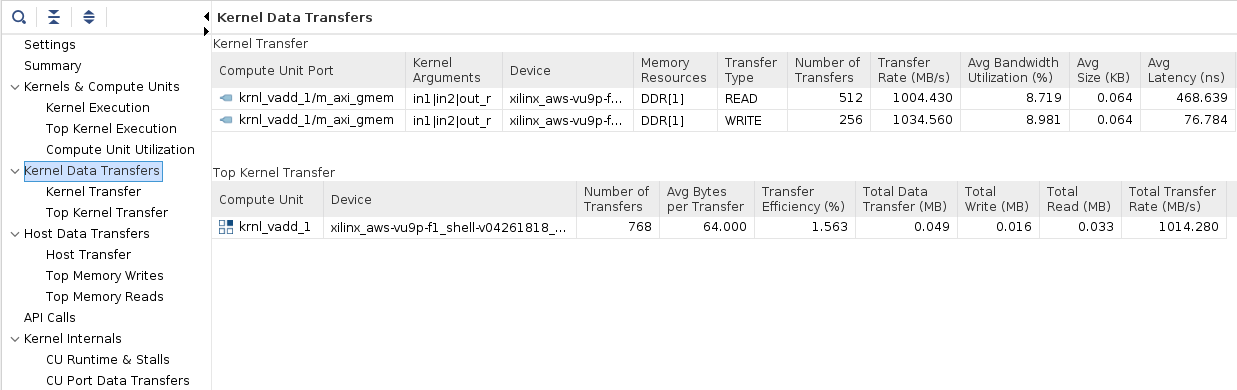 Kernel Data Transfers
Settings
Summary
Kernels & Compute Units
Kernel Execution
Top Kernel Execution
Compute Unit Utilization
Kernel Data Transfers
Kernel Transfer
Top Kernel Transfer
Host Data Transfers
Host Transfer
Top Memory Writes
Top Memory Reads
API Calls
Kernel Internals
CU Runtime & Stalls
CU Port Data Transfers
Kernel Transfer
Compute Unit Port Kernel Arguments Device Memory Resources Transfer Type Number of Transfers Transfer Rate (MB/s) Avg Bandwidth Utilization (%) Avg Size (KB) Avg Latency (ns)
krnl_vadd_1/m_axi_gmem in1|in2|out_r xilinx_aws-vu9p-f... DDR[1] READ 512 1004.430 8.719 0.064 468.639
krnl_vadd_1/m_axi_gmem in1|in2|out_r xilinx_aws-vu9p-f... DDR[1] WRITE 256 1034.560 8.981 0.064 76.784
Top Kernel Transfer
Compute Unit Device Number of Transfers Avg Bytes per Transfer Transfer Efficiency (%) Total Data Transfer (MB) Total Write (MB) Total Read (MB) Total Transfer Rate (MB/s)
krnl_vadd_1 xilinx_aws-vu9p-f1_shell-v04261818_... 768 64.000 1.563 0.049 0.016 0.033 1014.280